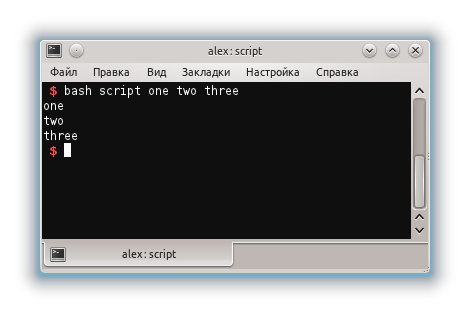 alex: script
Файл Правка Вид Закладки Настройка Справка
$ bash script one two three
one
two
three
$
alex: script